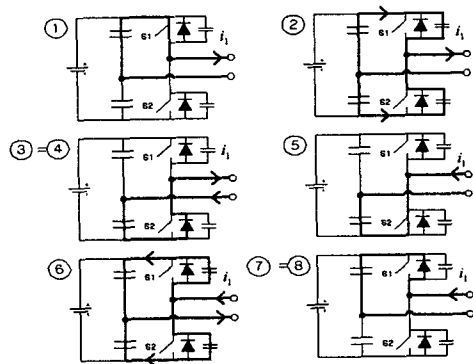 ① ②
S1 i₁ S1 i₁
S2 S2
③ = ④ ⑤
S1 i₁ S1 i₁
S2 S2
⑥ ⑦ = ⑧
S1 i₁ S1 i₁
S2 S2